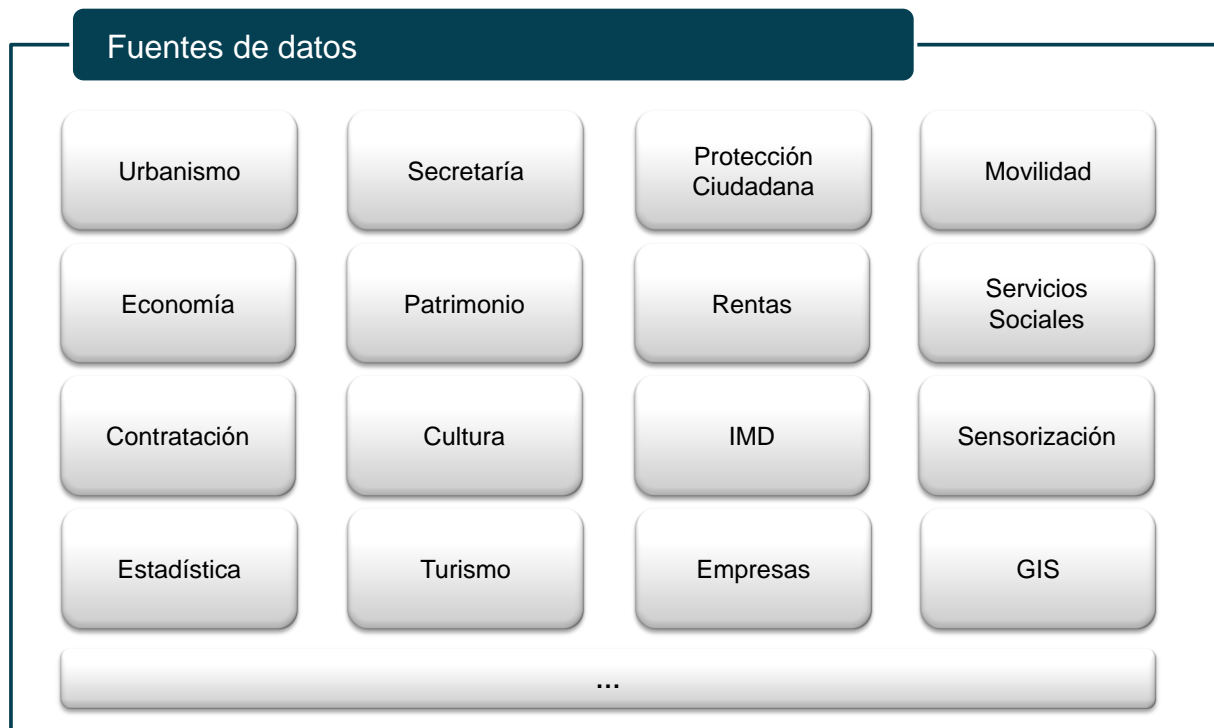 Fuentes de datos
Urbanismo
Secretaría
Protección
Ciudadana
Movilidad
Economía
Patrimonio
Rentas
Servicios
Sociales
Contratación
Cultura
IMD
Sensorización
Estadística
Turismo
Empresas
GIS
...